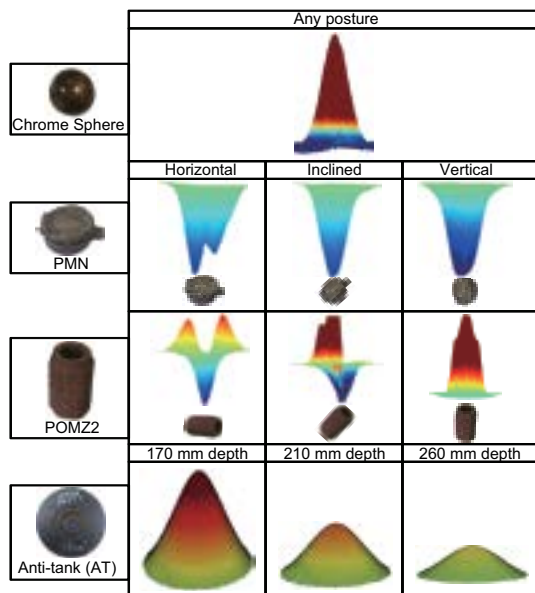 Any posture
Chrome Sphere
Horizontal Inclined Vertical
PMN
POMZ2
170 mm depth 210 mm depth 260 mm depth
Anti-tank (AT)